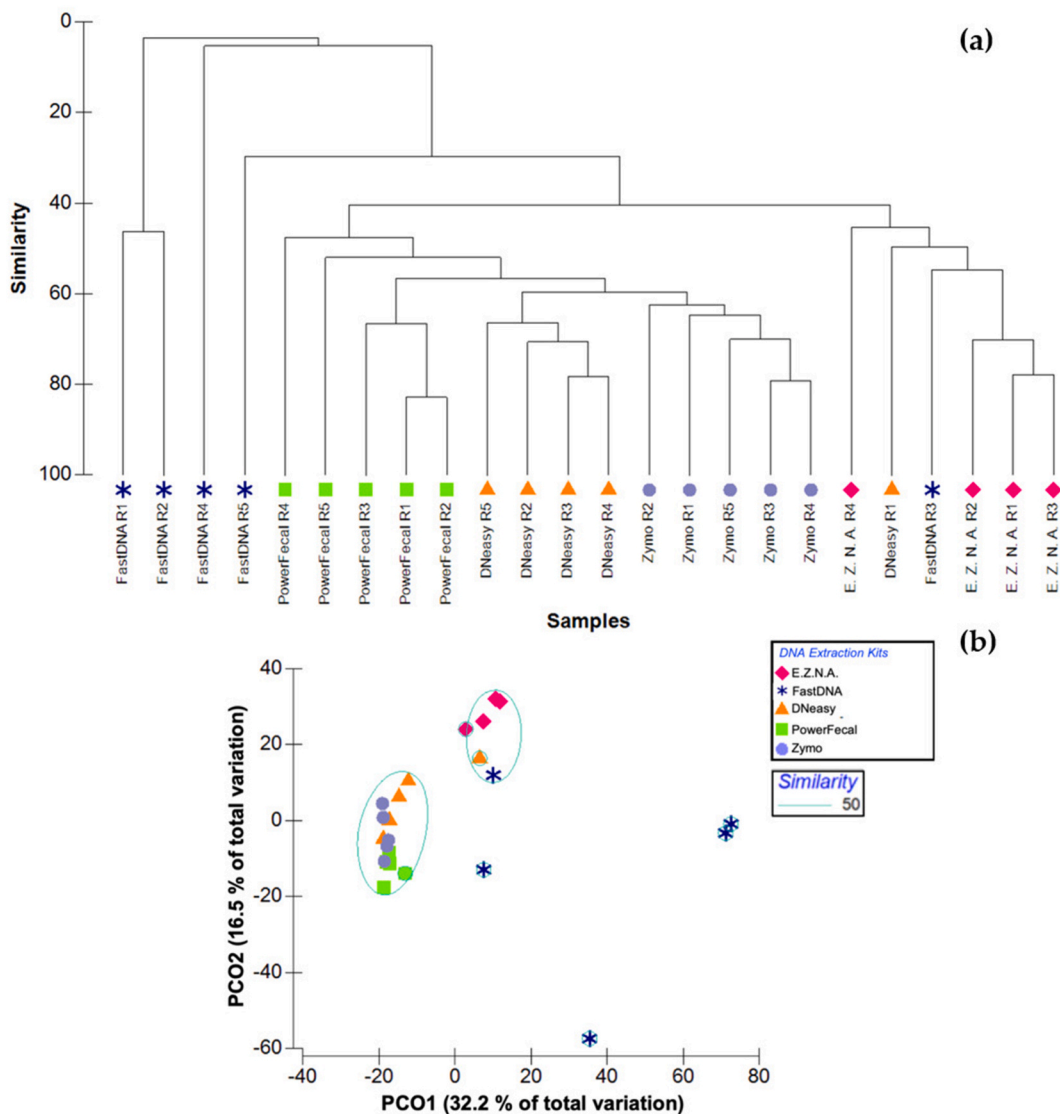 (a)
Similarity
0
20
40
60
80
100
FastDNA R1
FastDNA R2
FastDNA R4
FastDNA R5
PowerFecal R4
PowerFecal R5
PowerFecal R3
PowerFecal R1
PowerFecal R2
DNeasy R5
DNeasy R2
DNeasy R3
DNeasy R4
Zymo R2
Zymo R1
Zymo R5
Zymo R3
Zymo R4
E. Z. N. A. R4
DNeasy R1
FastDNA R3
E. Z. N. A. R2
E. Z. N. A. R1
E. Z. N. A. R3
Samples
(b)
PCO2 (16.5 % of total variation)
40
20
0
-20
-40
-60
-40
-20
0
20
40
60
80
PCO1 (32.2 % of total variation)
DNA Extraction Kits
E.Z.N.A.
FastDNA
DNeasy
PowerFecal
Zymo
Similarity
50